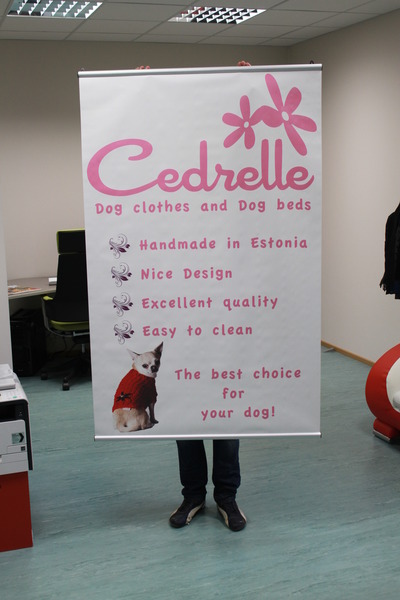 Cedrelle
Dog clothes and Dog beds
Handmade in Estonia
Nice Design
Excellent quality
Easy to clean
The best choice
for
your dog!